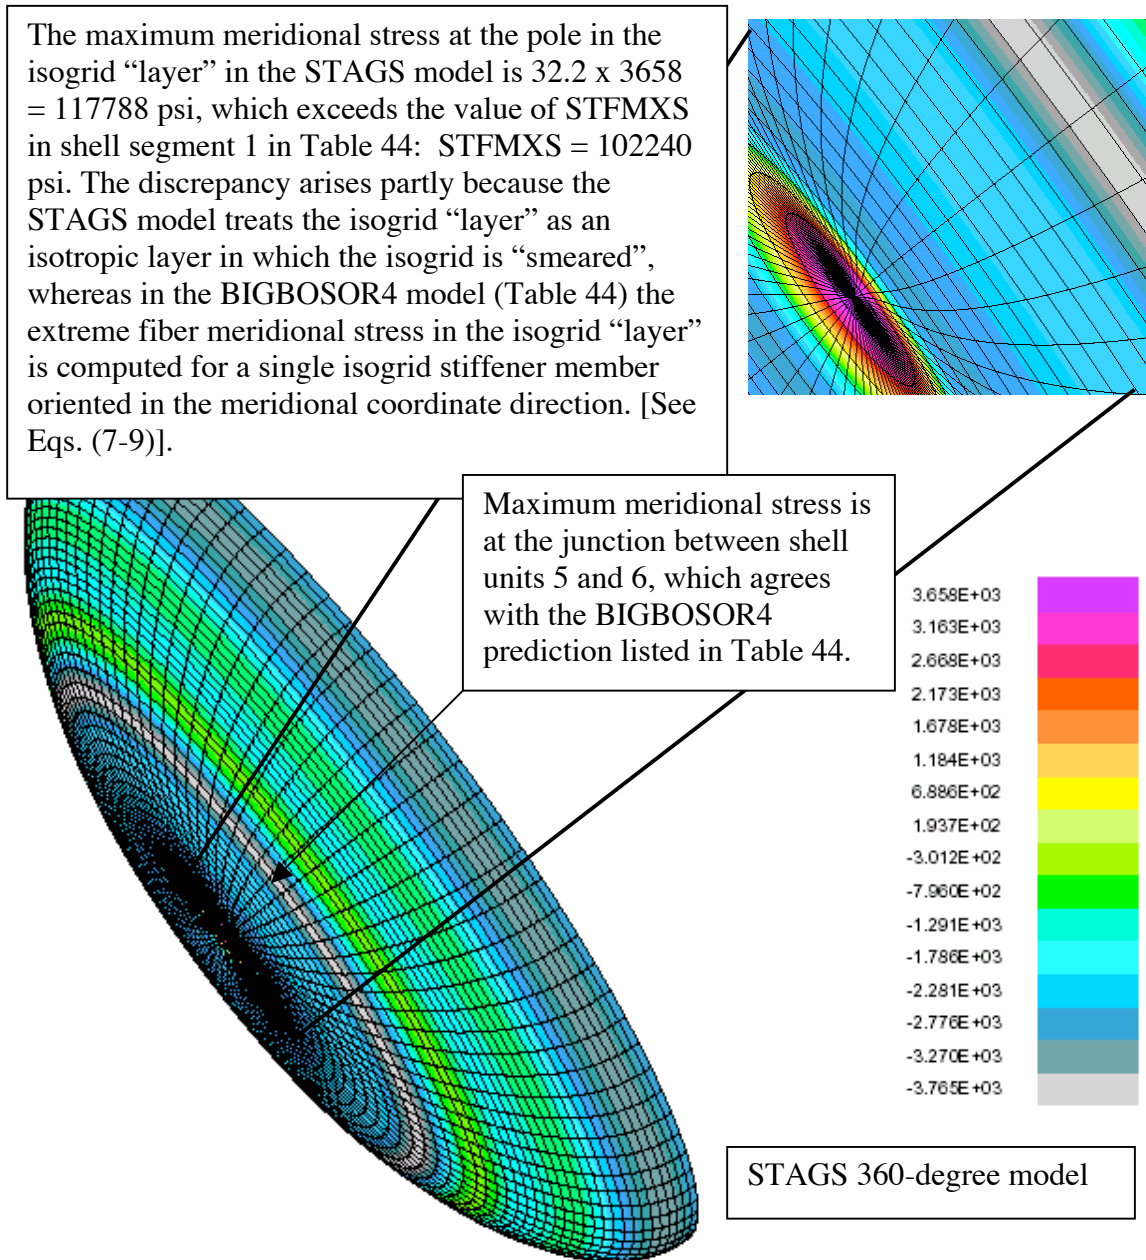 The maximum meridional stress at the pole in the
isogrid “layer” in the STAGS model is 32.2 x 3658
= 117788 psi, which exceeds the value of STFMXS
in shell segment 1 in Table 44:  STFMXS = 102240
psi. The discrepancy arises partly because the
STAGS model treats the isogrid “layer” as an
isotropic layer in which the isogrid is “smeared”,
whereas in the BIGBOSOR4 model (Table 44) the
extreme fiber meridional stress in the isogrid “layer”
is computed for a single isogrid stiffener member
oriented in the meridional coordinate direction. [See
Eqs. (7-9)].
Maximum meridional stress is
at the junction between shell
units 5 and 6, which agrees
with the BIGBOSOR4
prediction listed in Table 44.
3.658E+03
3.163E+03
2.668E+03
2.173E+03
1.678E+03
1.184E+03
6.886E+02
1.937E+02
-3.012E+02
-7.960E+02
-1.291E+03
-1.786E+03
-2.281E+03
-2.776E+03
-3.270E+03
-3.765E+03
STAGS 360-degree model